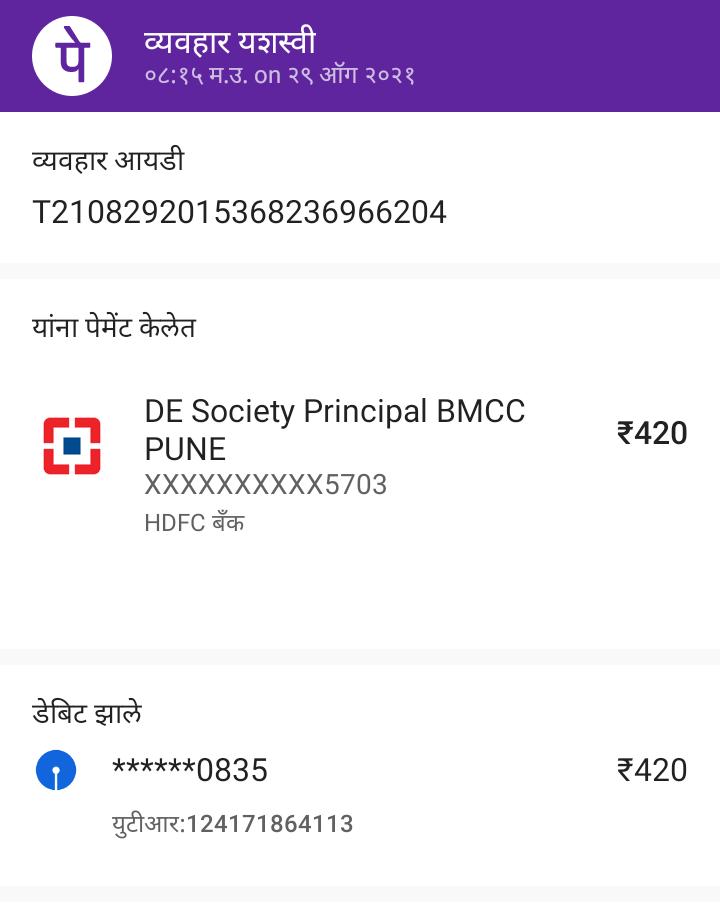 पे
व्यवहार यशस्वी
०८:१५ म.उ. on २९ ऑग २०२१
व्यवहार आयडी
T2108292015368236966204
यांना पेमेंट केलेत
DE Society Principal BMCC
PUNE
₹420
XXXXXXXXXX5703
HDFC बँक
डेबिट झाले
******0835 ₹420
युटीआर:124171864113